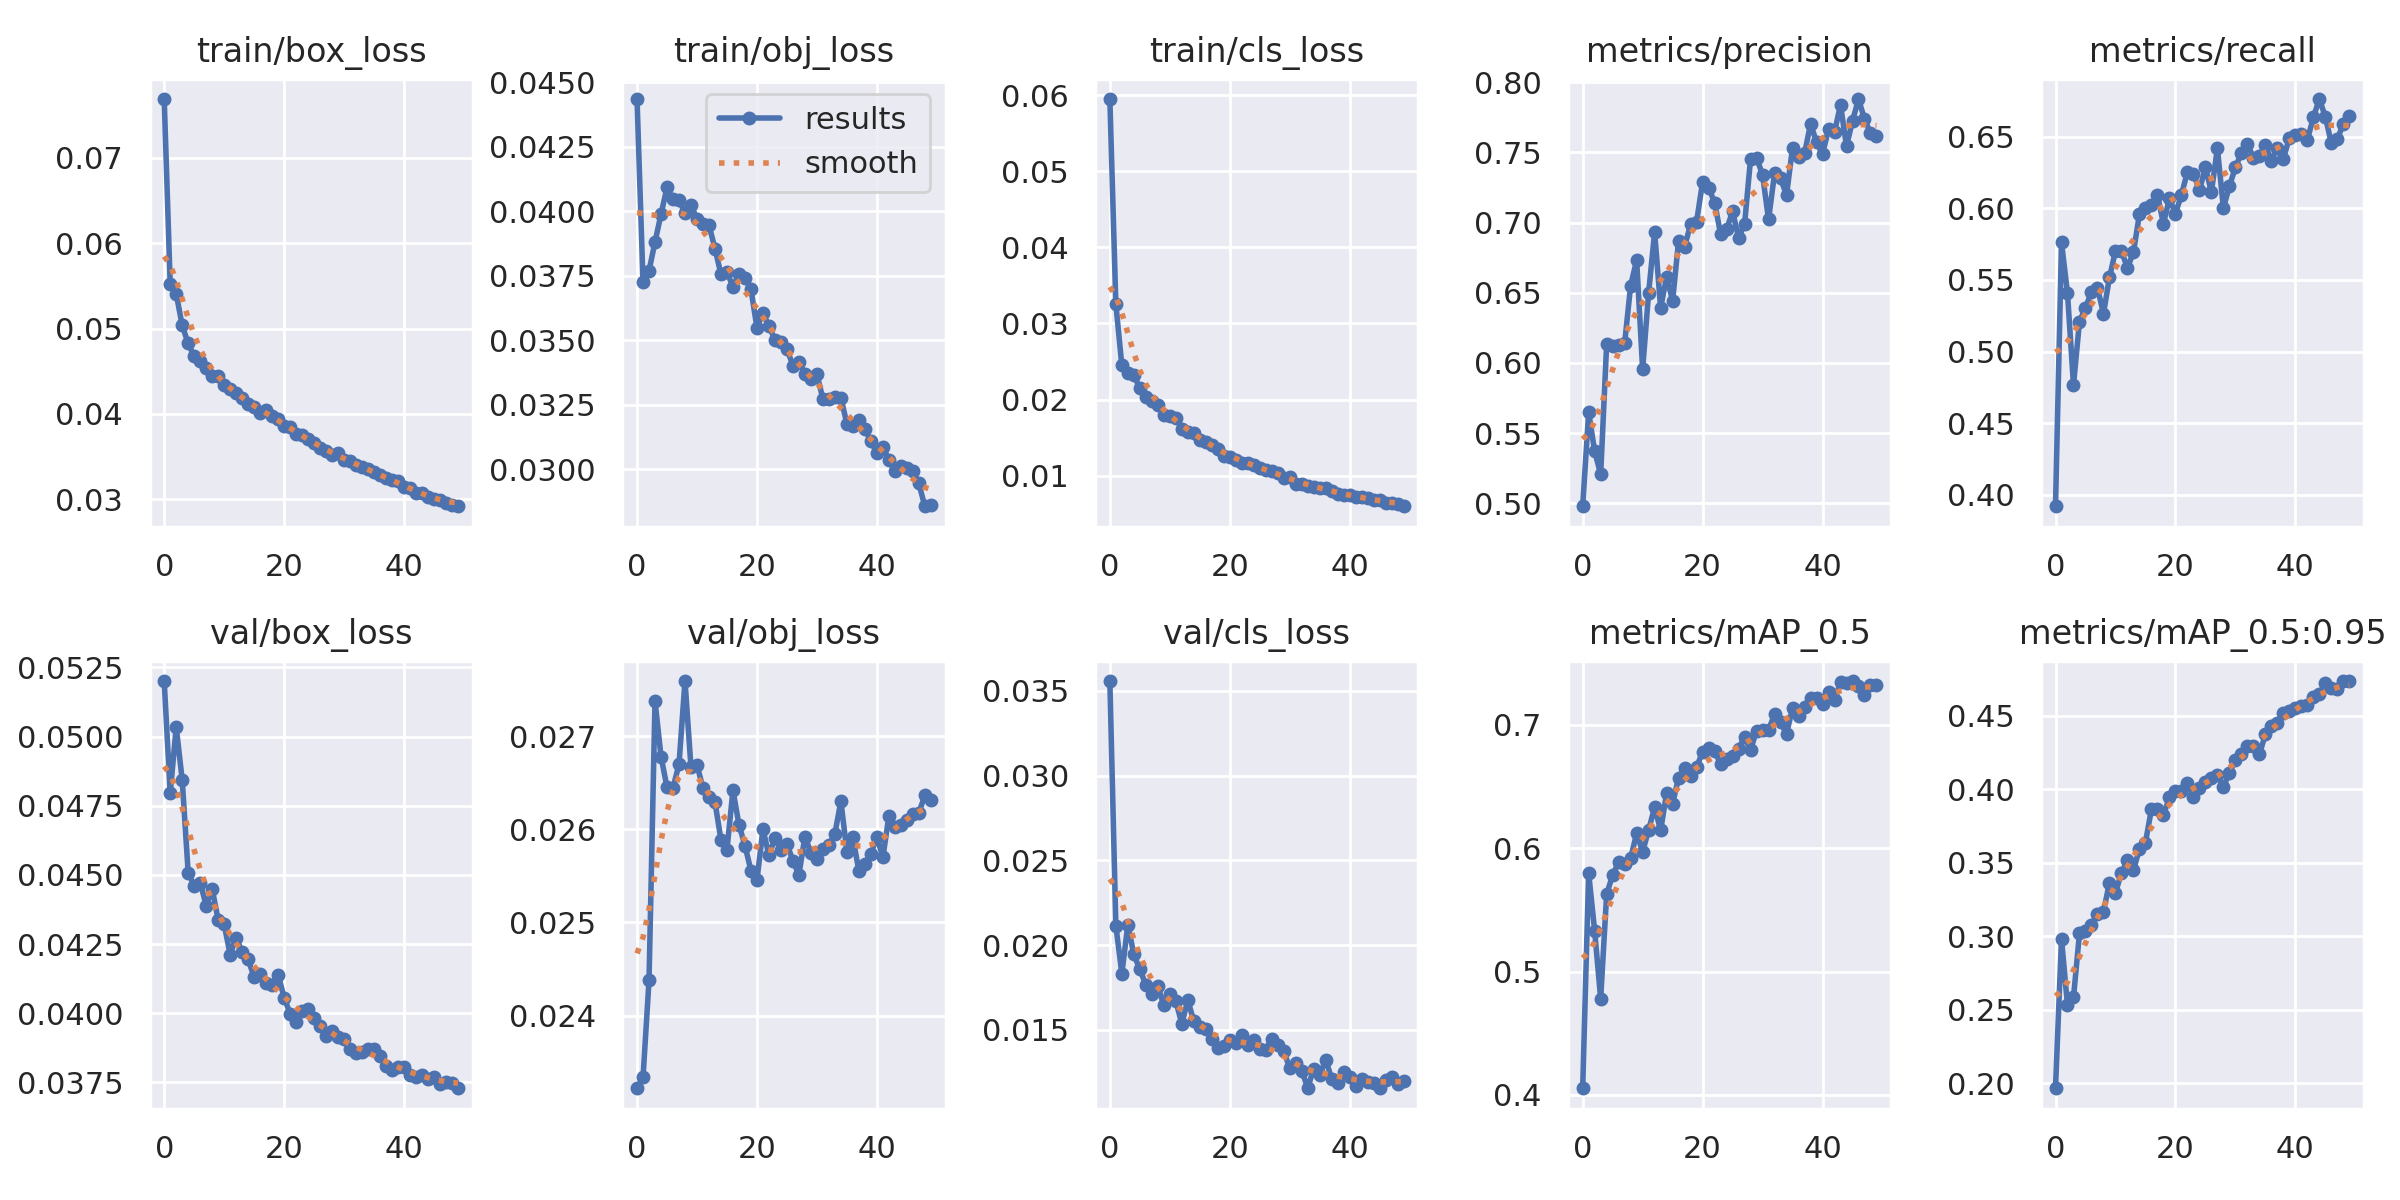 train/box_loss
0.07
0.06
0.05
0.04
0.03
0 20 40
train/obj_loss
0.0450
0.0425
0.0400
0.0375
0.0350
0.0325
0.0300
0 20 40
results
smooth
train/cls_loss
0.06
0.05
0.04
0.03
0.02
0.01
0 20 40
metrics/precision
0.80
0.75
0.70
0.65
0.60
0.55
0.50
0 20 40
metrics/recall
0.65
0.60
0.55
0.50
0.45
0.40
0 20 40
val/box_loss
0.0525
0.0500
0.0475
0.0450
0.0425
0.0400
0.0375
0 20 40
val/obj_loss
0.027
0.026
0.025
0.024
0 20 40
val/cls_loss
0.035
0.030
0.025
0.020
0.015
0 20 40
metrics/mAP_0.5
0.7
0.6
0.5
0.4
0 20 40
metrics/mAP_0.5:0.95
0.45
0.40
0.35
0.30
0.25
0.20
0 20 40